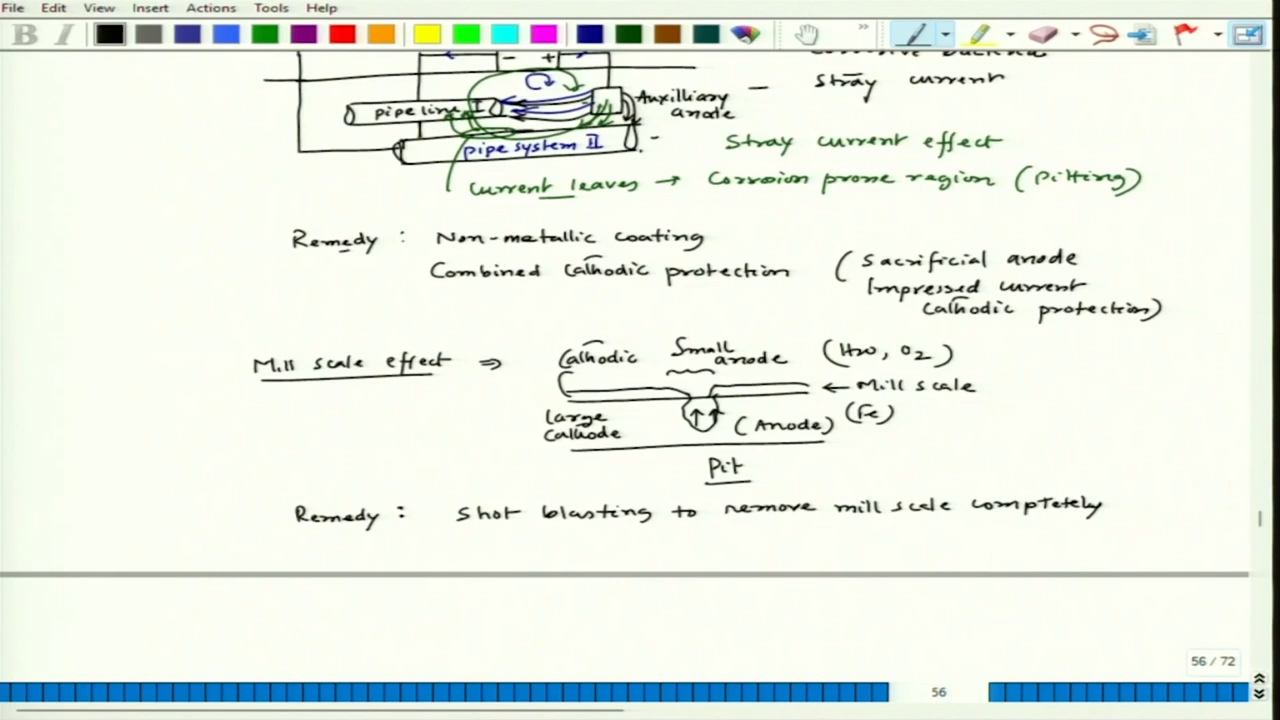 File Edit View Insert Actions Tools Help
B I
- +
Stray current
Auxilliary anode
pipe line I
pipe system II
Stray current effect
Current leaves → Corrosion prone region (Pitting)
Remedy : Non-metallic coating
Combined Cathodic protection (Sacrificial anode
Impressed current
Cathodic protection)
Mill scale effect ⇒ Cathodic Small anode (H2O, O2)
← Mill scale
Large Cathode (Anode) (Fe)
Pit
Remedy : Shot blasting to remove mill scale completely
56 / 72
56